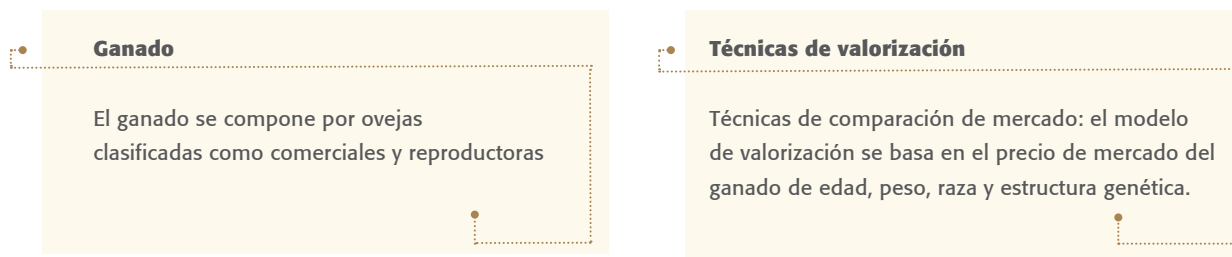 Ganado
El ganado se compone por ovejas
clasificadas como comerciales y reproductoras
Técnicas de valorización
Técnicas de comparación de mercado: el modelo
de valorización se basa en el precio de mercado del
ganado de edad, peso, raza y estructura genética.